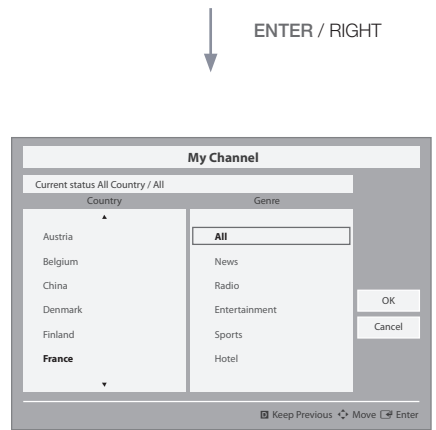 ENTER / RIGHT
My Channel
Current status All Country / All
Country
Genre
Austria
Belgium
China
Denmark
Finland
France
All
News
Radio
Entertainment
Sports
Hotel
OK
Cancel
Keep Previous Move Enter